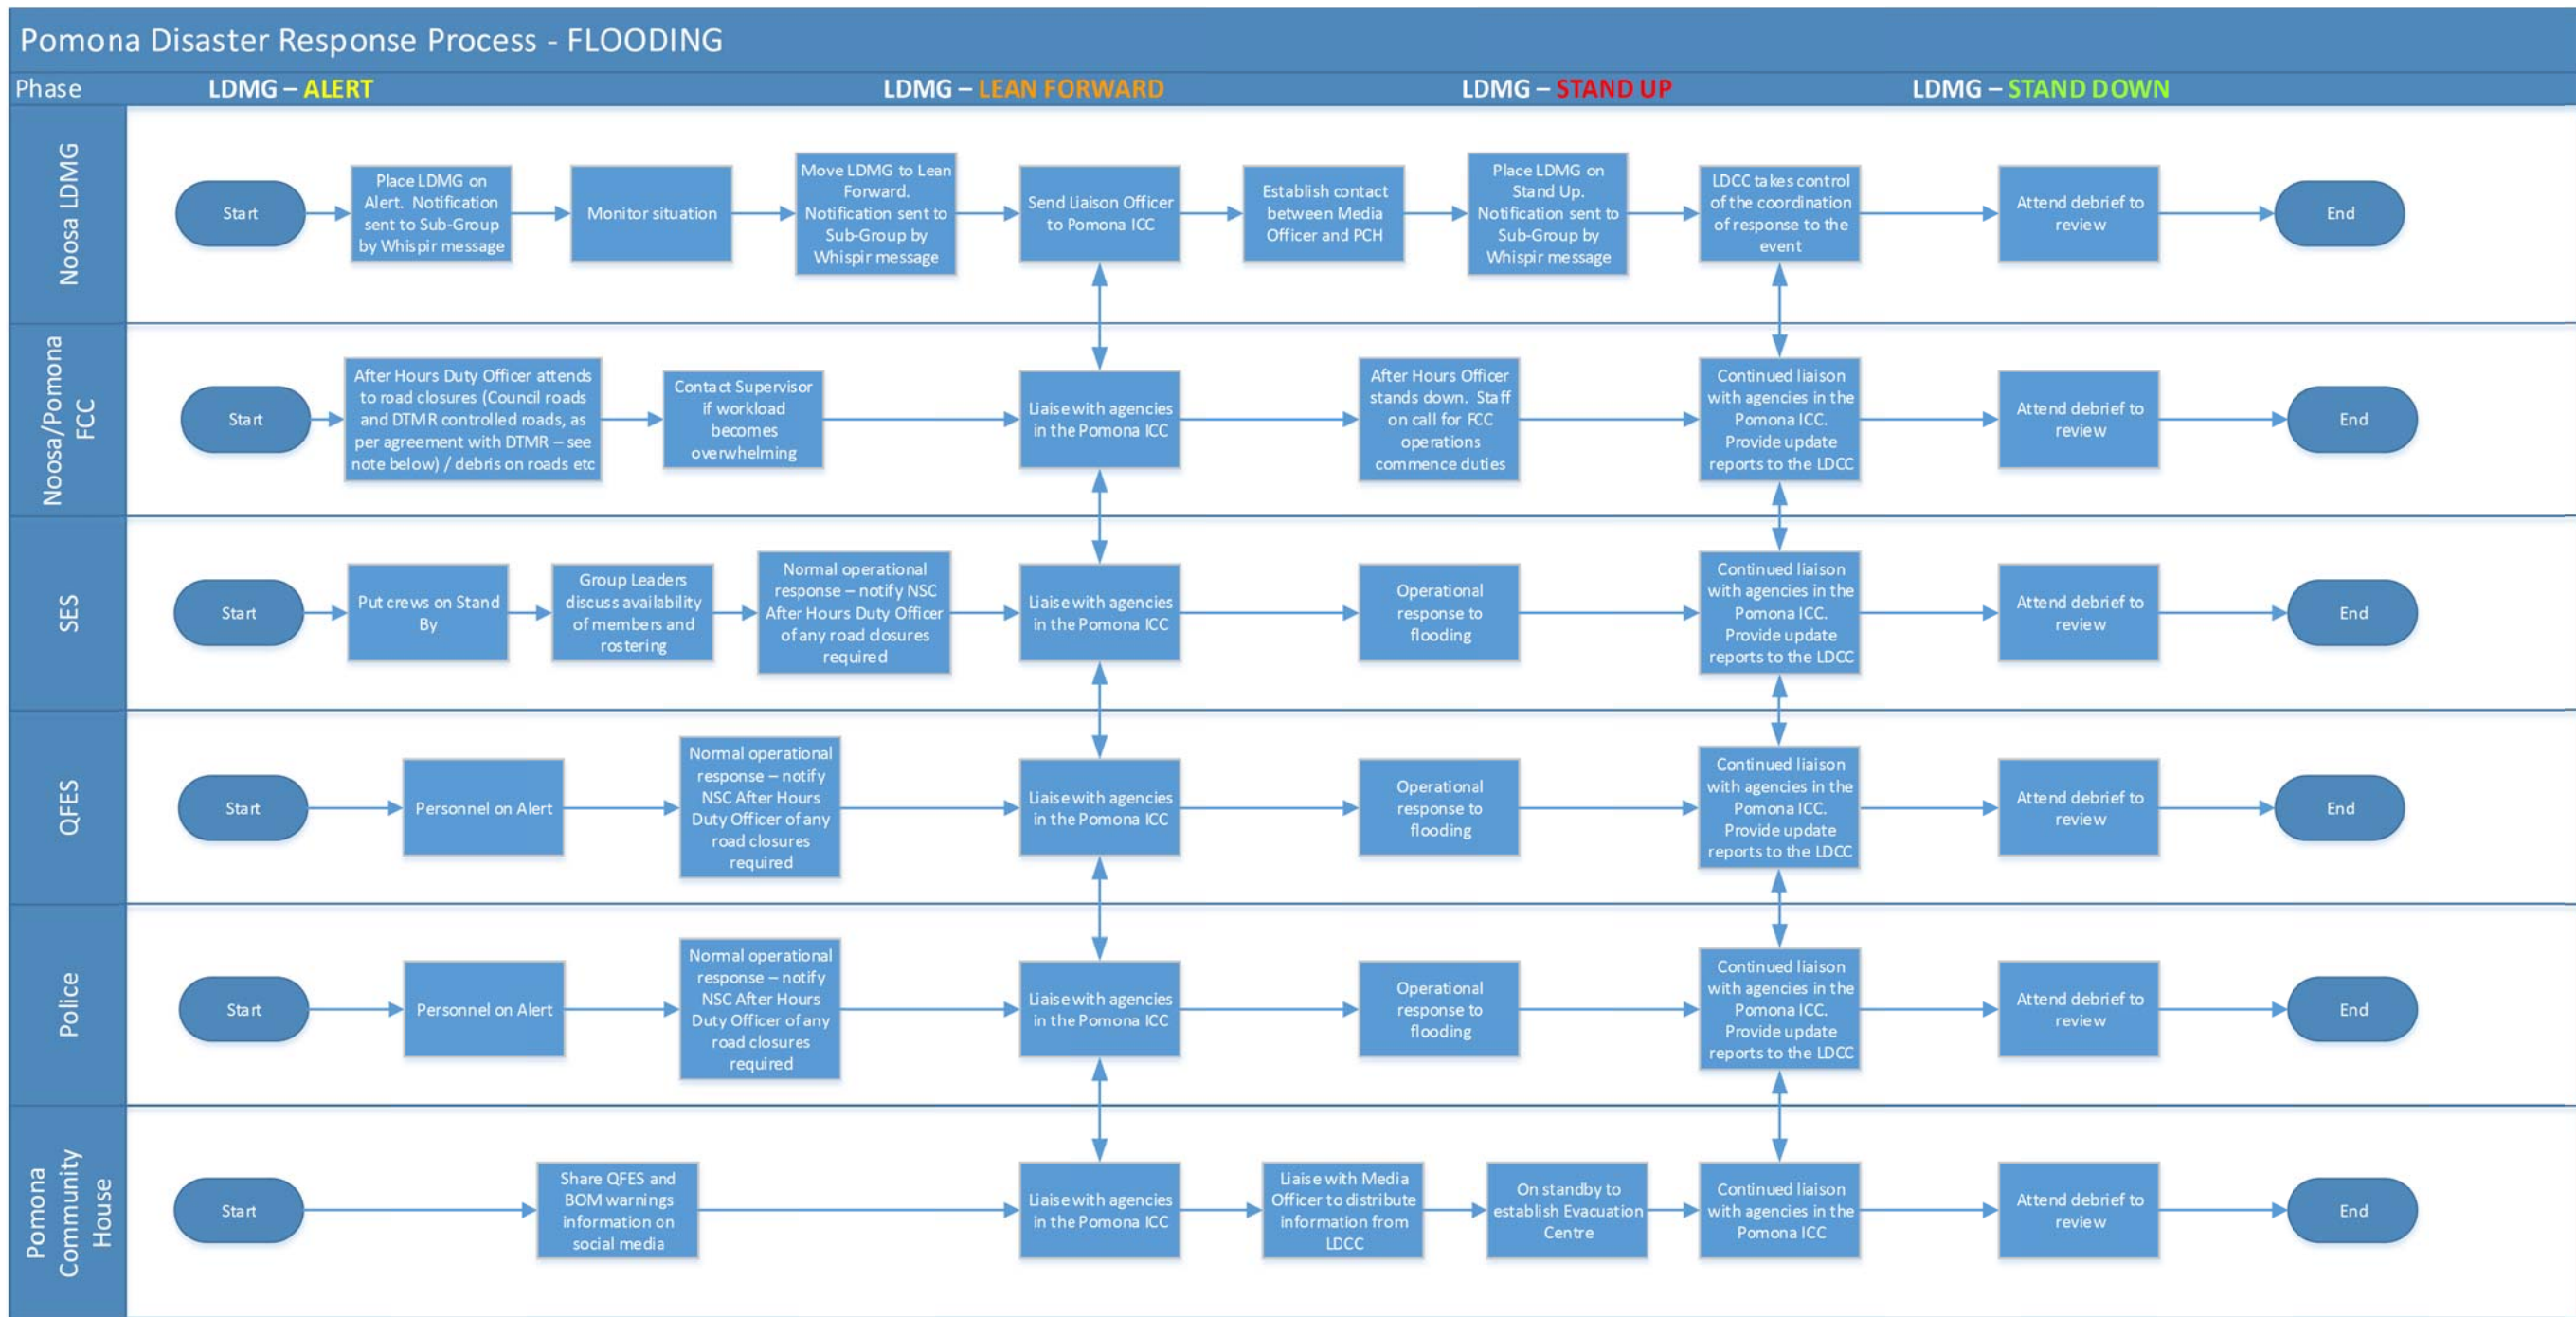 Pomona Disaster Response Process - FLOODING
Phase
LDMG – ALERT
LDMG – LEAN FORWARD
LDMG – STAND UP
LDMG – STAND DOWN
Noosa LDMG
Start
Place LDMG on
Alert. Notification
sent to Sub-Group
by Whispir message
Monitor situation
Move LDMG to Lean
Forward.
Notification sent to
Sub-Group by
Whispir message
Send Liaison Officer
to Pomona ICC
Establish contact
between Media
Officer and PCH
Place LDMG on
Stand Up.
Notification sent to
Sub-Group by
Whispir message
LDCC takes control
of the coordination
of response to the
event
Attend debrief to
review
End
Noosa/Pomona
FCC
Start
After Hours Duty Officer attends
to road closures (Council roads
and DTMR controlled roads, as
per agreement with DTMR – see
note below) / debris on roads etc
Contact Supervisor
if workload
becomes
overwhelming
Liaise with agencies
in the Pomona ICC
After Hours Officer
stands down. Staff
on call for FCC
operations
commence duties
Continued liaison
with agencies in the
Pomona ICC.
Provide update
reports to the LDCC
Attend debrief to
review
End
SES
Start
Put crews on Stand
By
Group Leaders
discuss availability
of members and
rostering
Normal operational
response – notify NSC
After Hours Duty Officer
of any road closures
required
Liaise with agencies
in the Pomona ICC
Operational
response to
flooding
Continued liaison
with agencies in the
Pomona ICC.
Provide update
reports to the LDCC
Attend debrief to
review
End
QFES
Start
Personnel on Alert
Normal operational
response – notify
NSC After Hours
Duty Officer of any
road closures
required
Liaise with agencies
in the Pomona ICC
Operational
response to
flooding
Continued liaison
with agencies in the
Pomona ICC.
Provide update
reports to the LDCC
Attend debrief to
review
End
Police
Start
Personnel on Alert
Normal operational
response – notify
NSC After Hours
Duty Officer of any
road closures
required
Liaise with agencies
in the Pomona ICC
Operational
response to
flooding
Continued liaison
with agencies in the
Pomona ICC.
Provide update
reports to the LDCC
Attend debrief to
review
End
Pomona
Community
House
Start
Share QFES and
BOM warnings
information on
social media
Liaise with agencies
in the Pomona ICC
Liaise with Media
Officer to distribute
information from
LDCC
On standby to
establish Evacuation
Centre
Continued liaison
with agencies in the
Pomona ICC
Attend debrief to
review
End